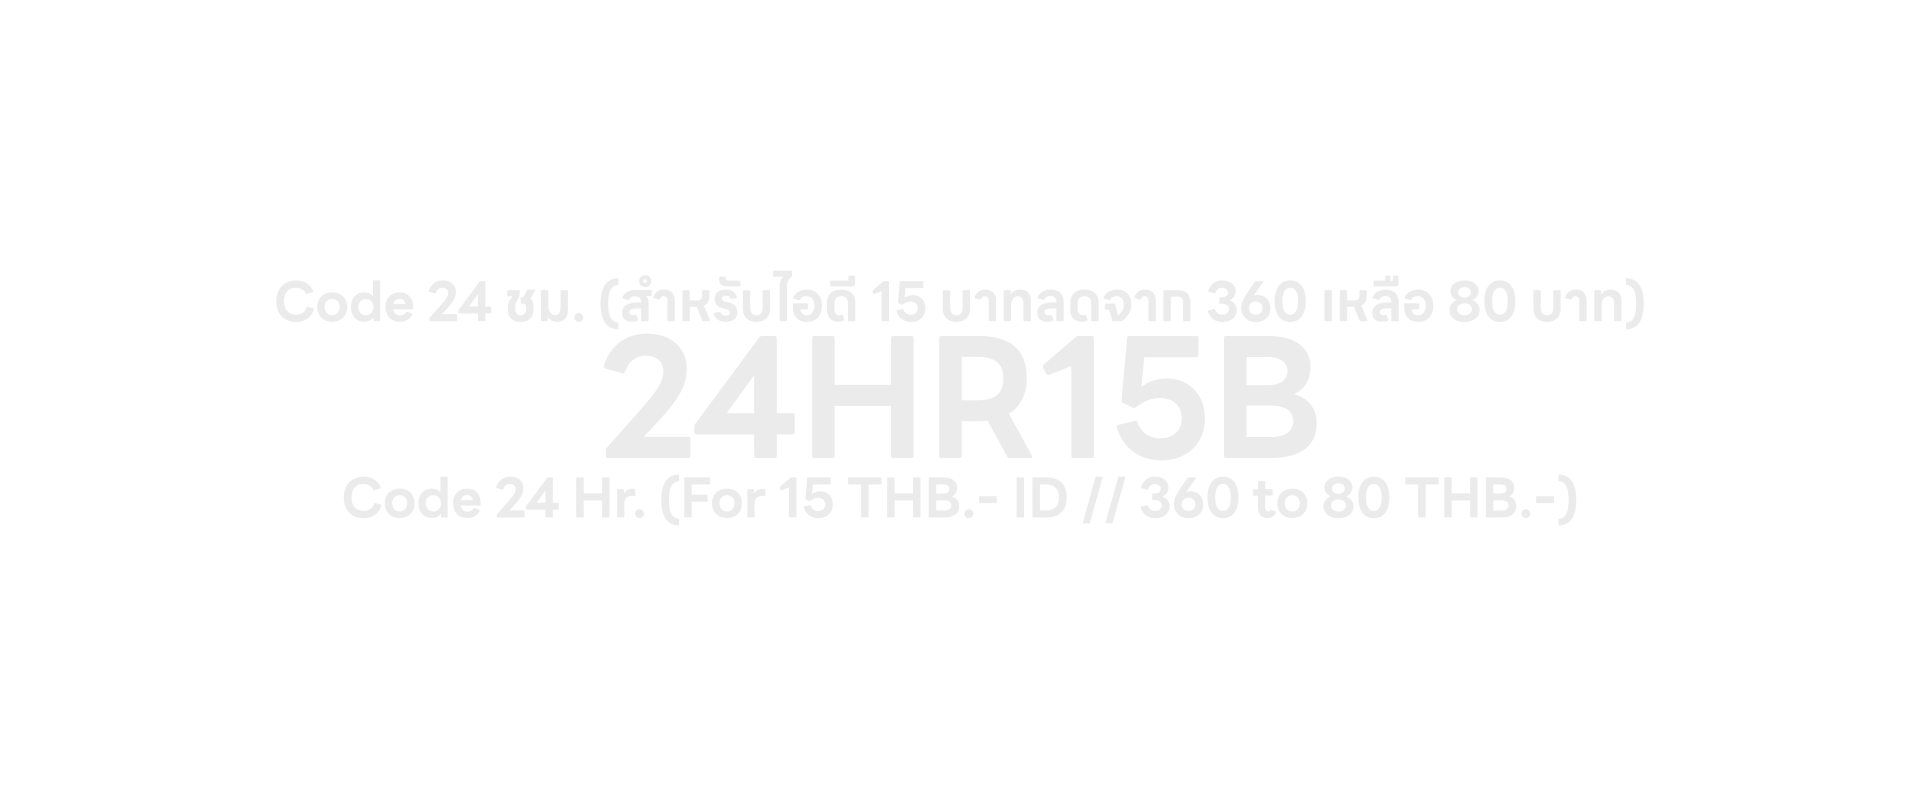 Code 24 ชม. (สำหรับไอดี 15 บาทลดจาก 360 เหลือ 80 บาท)
24HR15B
Code 24 Hr. (For 15 THB.- ID // 360 to 80 THB.-)